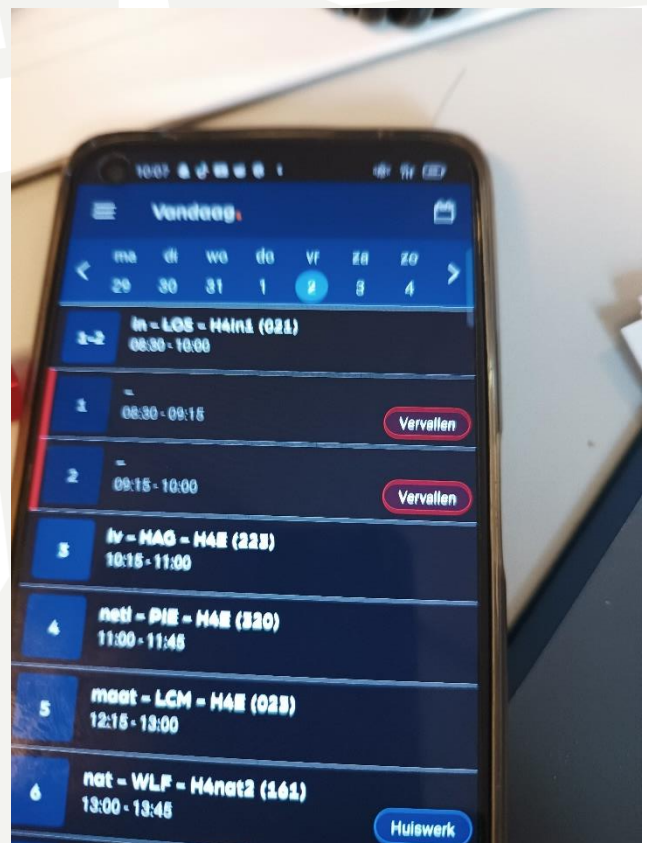 10:07
Vandaag.
ma di wo do vr za zo
29 30 31 1 2 3 4
1-2 in - LOS - H4in1 (021)
08:30 - 10:00
1 -
08:30 - 09:15
Vervallen
2 -
09:15 - 10:00
Vervallen
3 lv - HAG - H4E (223)
10:15 - 11:00
4 netl - PIE - H4E (320)
11:00 - 11:45
5 maat - LCM - H4E (023)
12:15 - 13:00
6 nat - WLF - H4nat2 (161)
13:00 - 13:45
Huiswerk